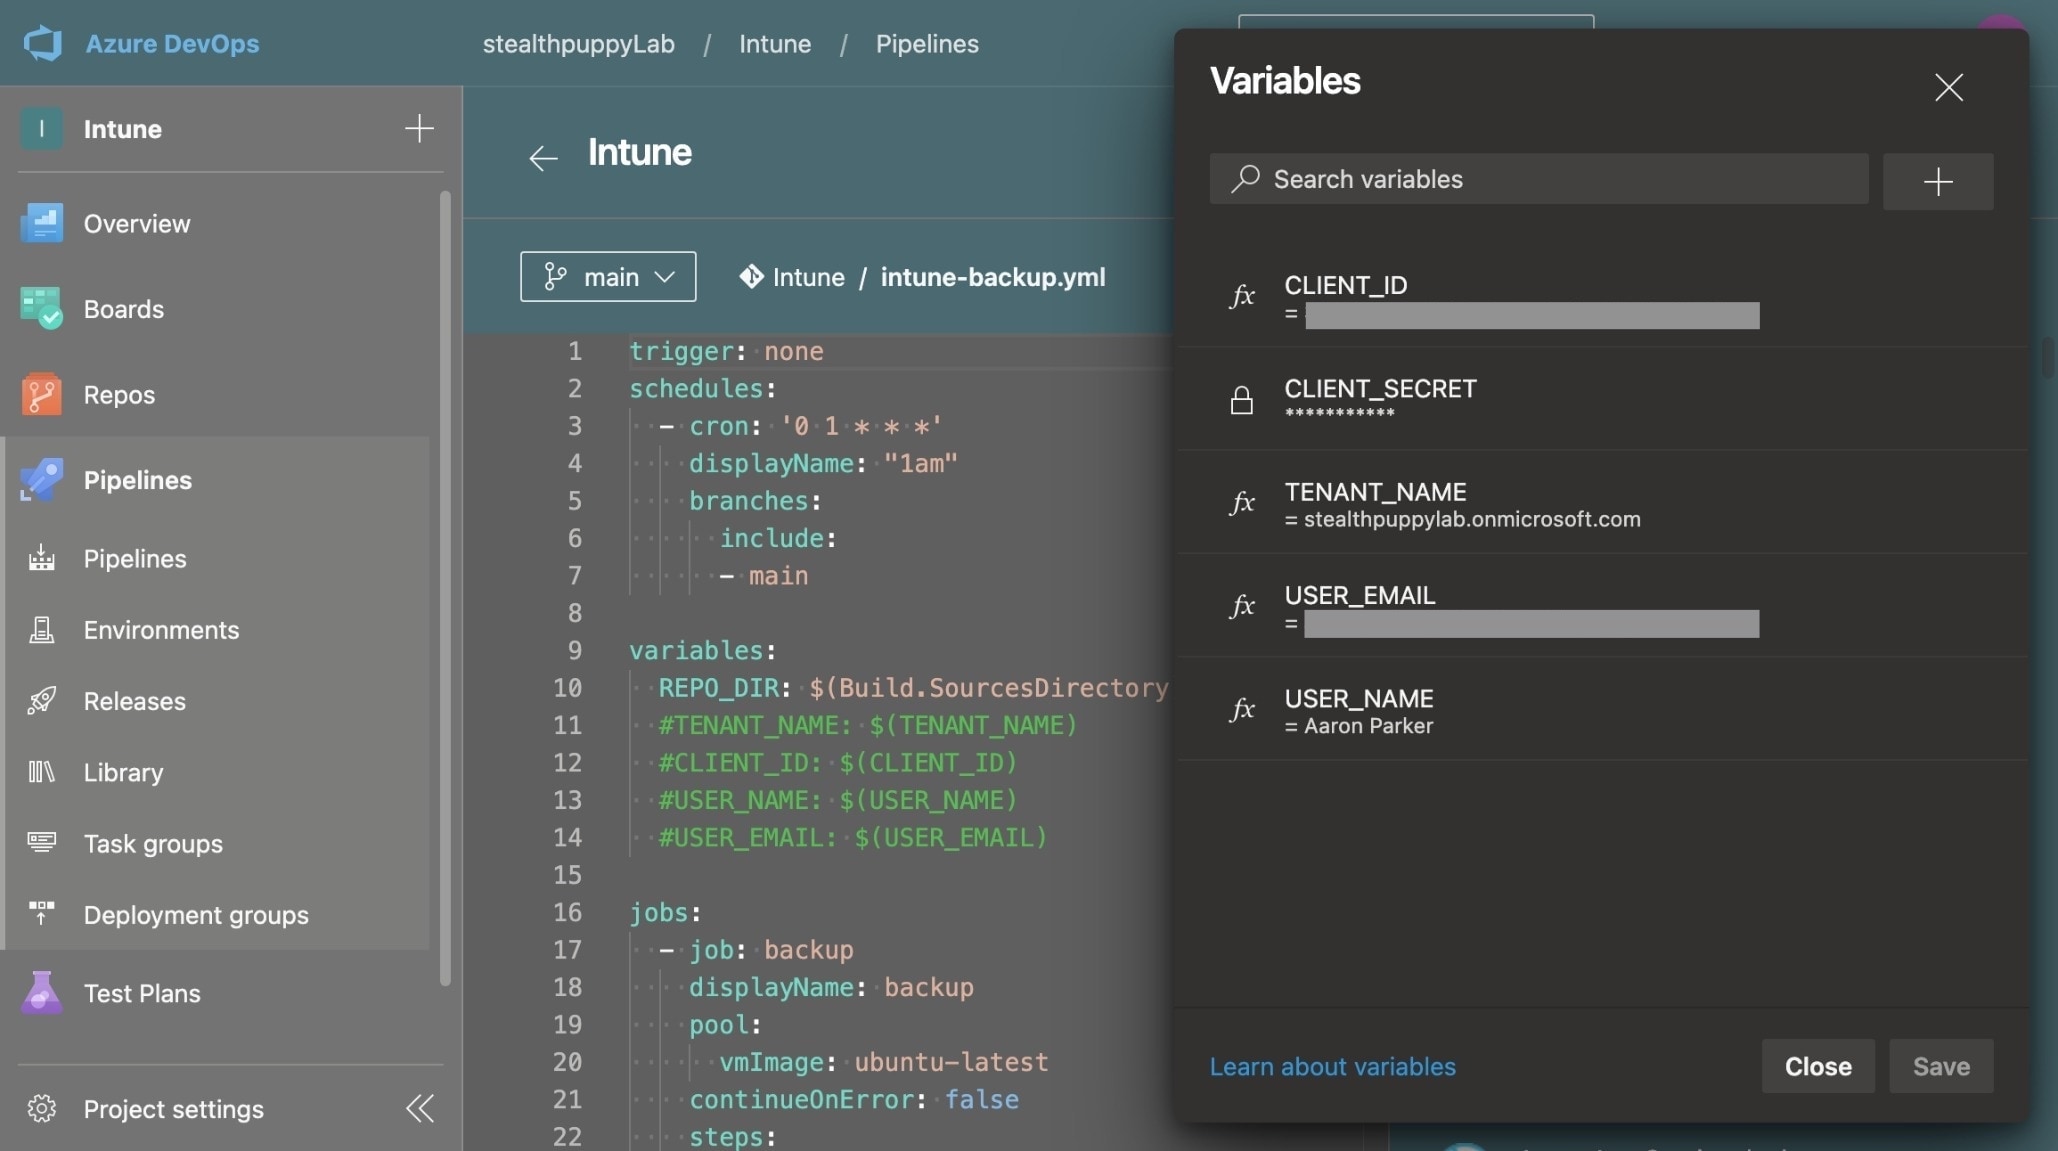 Azure DevOps
stealthpuppyLab / Intune / Pipelines
I Intune
Overview
Boards
Repos
Pipelines
Pipelines
Environments
Releases
Library
Task groups
Deployment groups
Test Plans
Project settings
Intune
main
Intune / intune-backup.yml
1 trigger: none
2 schedules:
3 - cron: '0 1 * * *'
4 displayName: "1am"
5 branches:
6 include:
7 - main
8
9 variables:
10 REPO_DIR: $(Build.SourcesDirectory
11 #TENANT_NAME: $(TENANT_NAME)
12 #CLIENT_ID: $(CLIENT_ID)
13 #USER_NAME: $(USER_NAME)
14 #USER_EMAIL: $(USER_EMAIL)
15
16 jobs:
17 - job: backup
18 displayName: backup
19 pool:
20 vmImage: ubuntu-latest
21 continueOnError: false
22 steps:
Variables
Search variables
fx CLIENT_ID
=
CLIENT_SECRET
***********
fx TENANT_NAME
= stealthpuppylab.onmicrosoft.com
fx USER_EMAIL
=
fx USER_NAME
= Aaron Parker
Learn about variables
Close
Save